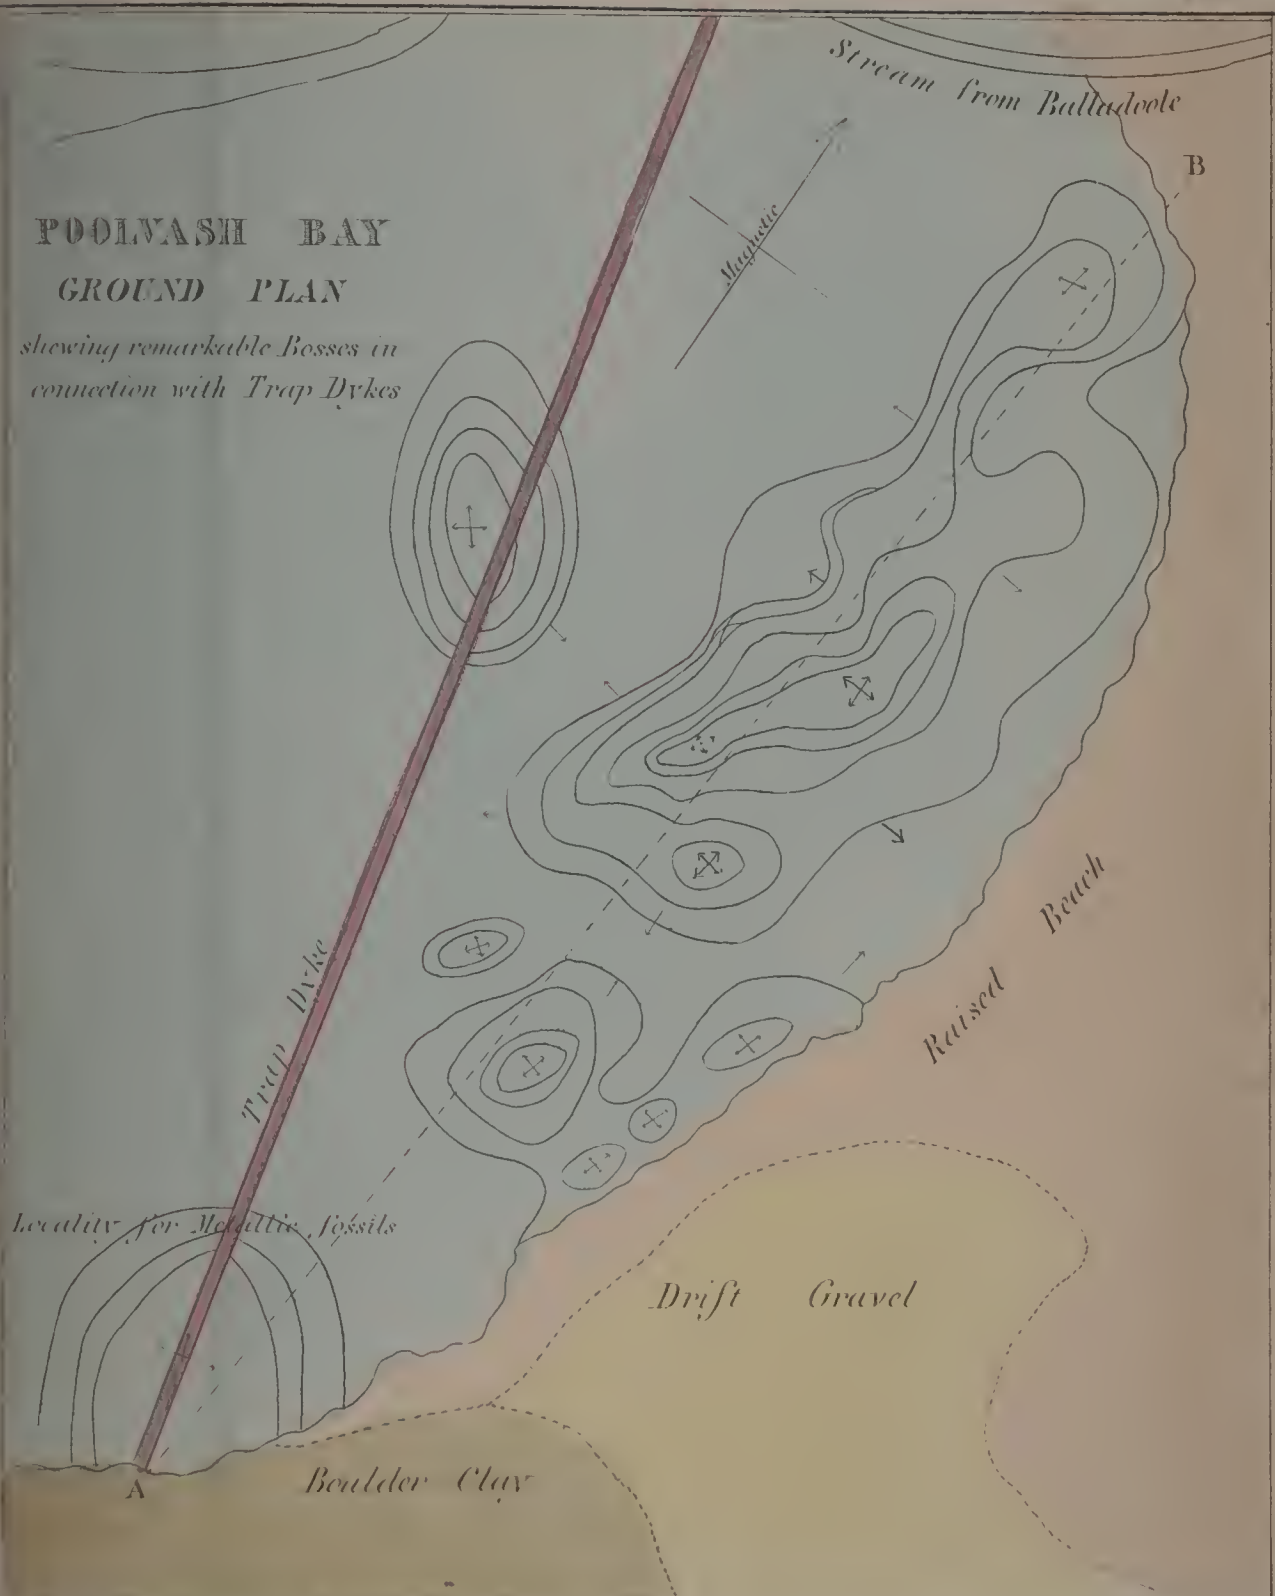 Stream from Balladoole
B
Magnetic
POOLVASH BAY
GROUND PLAN
shewing remarkable Bosses in
connection with Trap Dykes
Raised Beach
Trap Dyke
Locality for Metallic fossils
Drift Gravel
Boulder Clay
A